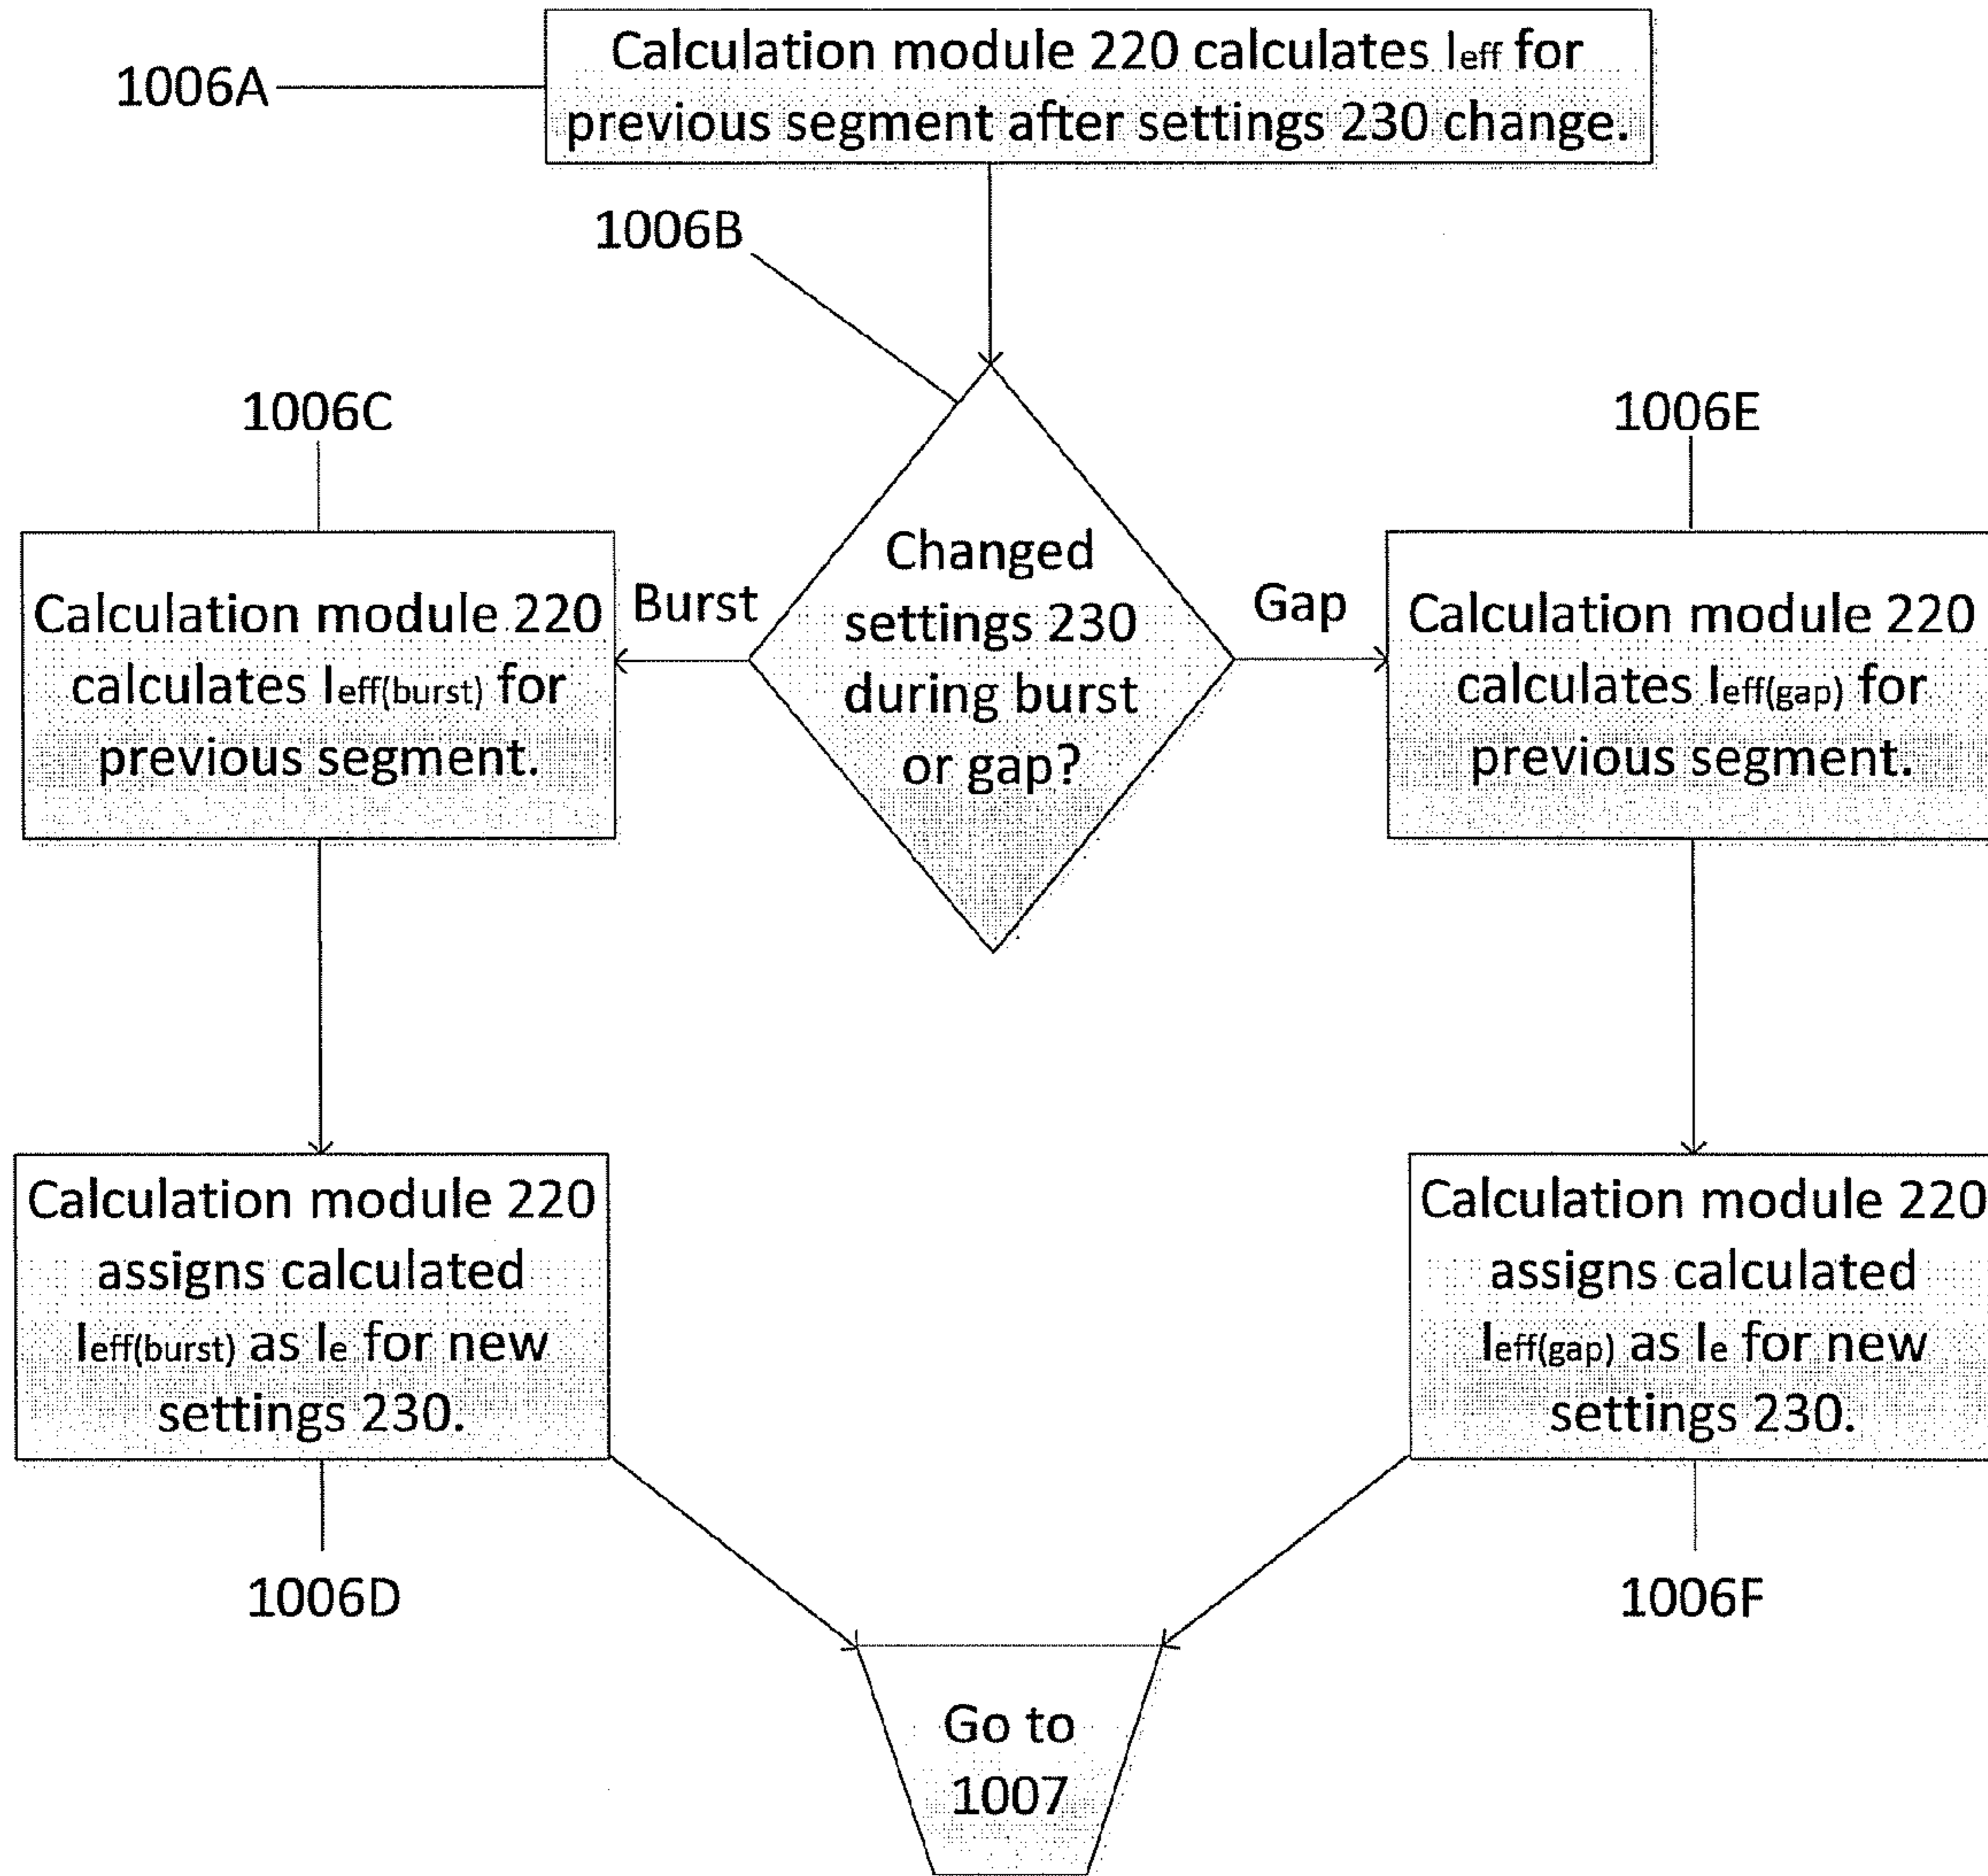 1006A
Calculation module 220 calculates Ieff for
previous segment after settings 230 change.
1006B
1006C
1006E
Changed
settings 230
during burst
or gap?
Burst
Gap
Calculation module 220
calculates Ieff(burst) for
previous segment.
Calculation module 220
calculates Ieff(gap) for
previous segment.
Calculation module 220
assigns calculated
Ieff(burst) as Ie for new
settings 230.
Calculation module 220
assigns calculated
Ieff(gap) as Ie for new
settings 230.
1006D
1006F
Go to
1007